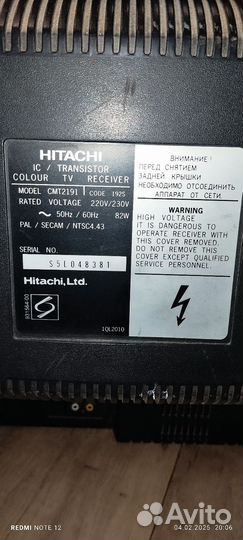 HITACHI
IC / TRANSISTOR
COLOUR TV RECEIVER
MODEL CMT2191 CODE 1925
RATED VOLTAGE 220V/230V
~ 50Hz / 60Hz 82W
PAL / SECAM / NTSC4.43
SERIAL NO.
S5L048381
Hitachi, Ltd.
931564·00
1QL2010
ВНИМАНИЕ!
ПЕРЕД СНЯТИЕМ
ЗАДНЕЙ КРЫШКИ
НЕОБХОДИМО ОТСОЕДИНИТЬ
АППАРАТ ОТ СЕТИ.
WARNING
HIGH VOLTAGE
IT IS DANGEROUS TO
OPERATE RECEIVER WITH
THIS COVER REMOVED.
DO NOT REMOVE THIS
COVER EXCEPT QUALIFIED
SERVICE PERSONNEL.
REDMI NOTE 12
04.02.2025 20:06
Avito